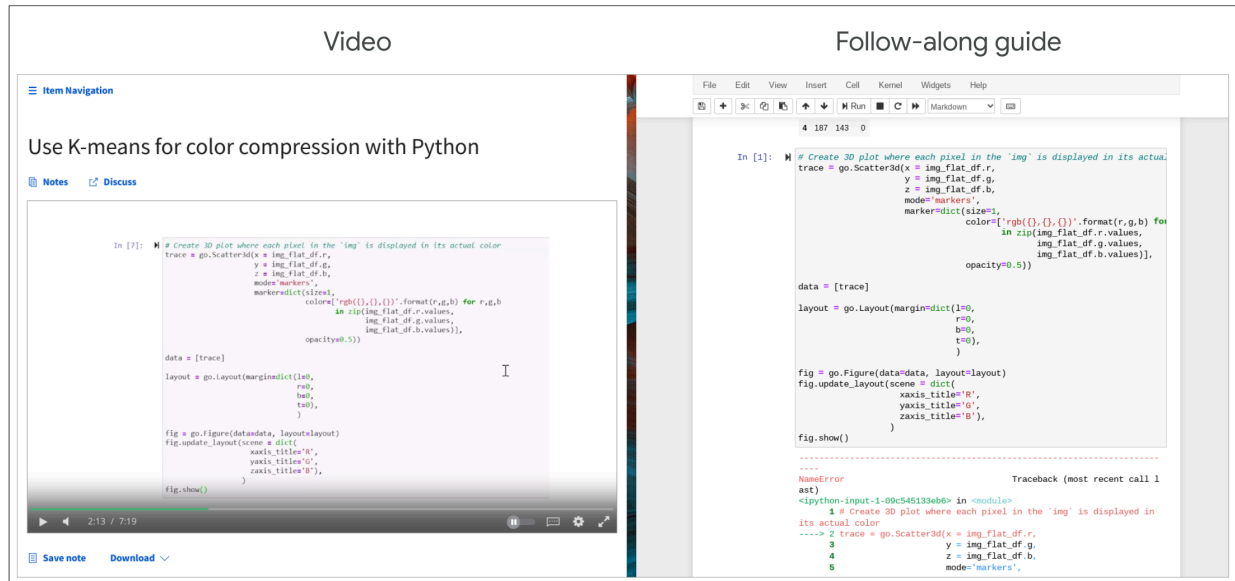 Video
Follow-along guide
Item Navigation
Use K-means for color compression with Python
Notes Discuss
In [7]: # Create 3D plot where each pixel in the `img` is displayed in its actual color
trace = go.Scatter3d(x = img_flat_df.r,
y = img_flat_df.g,
z = img_flat_df.b,
mode='markers',
marker=dict(size=1,
color=['rgb({},{},{})'.format(r,g,b) for r,g,b
in zip(img_flat_df.r.values,
img_flat_df.g.values,
img_flat_df.b.values)],
opacity=0.5))
data = [trace]
layout = go.Layout(margin=dict(l=0,
r=0,
b=0,
t=0),
)
fig = go.Figure(data=data, layout=layout)
fig.update_layout(scene = dict(
xaxis_title='R',
yaxis_title='G',
zaxis_title='B'),
)
fig.show()
2:13 / 7:19
Save note Download
File Edit View Insert Cell Kernel Widgets Help
Run Markdown
4 187 143 0
In [1]: # Create 3D plot where each pixel in the `img` is displayed in its actual
trace = go.Scatter3d(x = img_flat_df.r,
y = img_flat_df.g,
z = img_flat_df.b,
mode='markers',
marker=dict(size=1,
color=['rgb({},{},{})'.format(r,g,b) for
in zip(img_flat_df.r.values,
img_flat_df.g.values,
img_flat_df.b.values)],
opacity=0.5))
data = [trace]
layout = go.Layout(margin=dict(l=0,
r=0,
b=0,
t=0),
)
fig = go.Figure(data=data, layout=layout)
fig.update_layout(scene = dict(
xaxis_title='R',
yaxis_title='G',
zaxis_title='B'),
)
fig.show()
---------------------------------------------------------------------------
----
NameError Traceback (most recent call l
ast)
<ipython-input-1-09c545133eb6> in <module>
1 # Create 3D plot where each pixel in the `img` is displayed in
its actual color
----> 2 trace = go.Scatter3d(x = img_flat_df.r,
3 y = img_flat_df.g,
4 z = img_flat_df.b,
5 mode='markers',